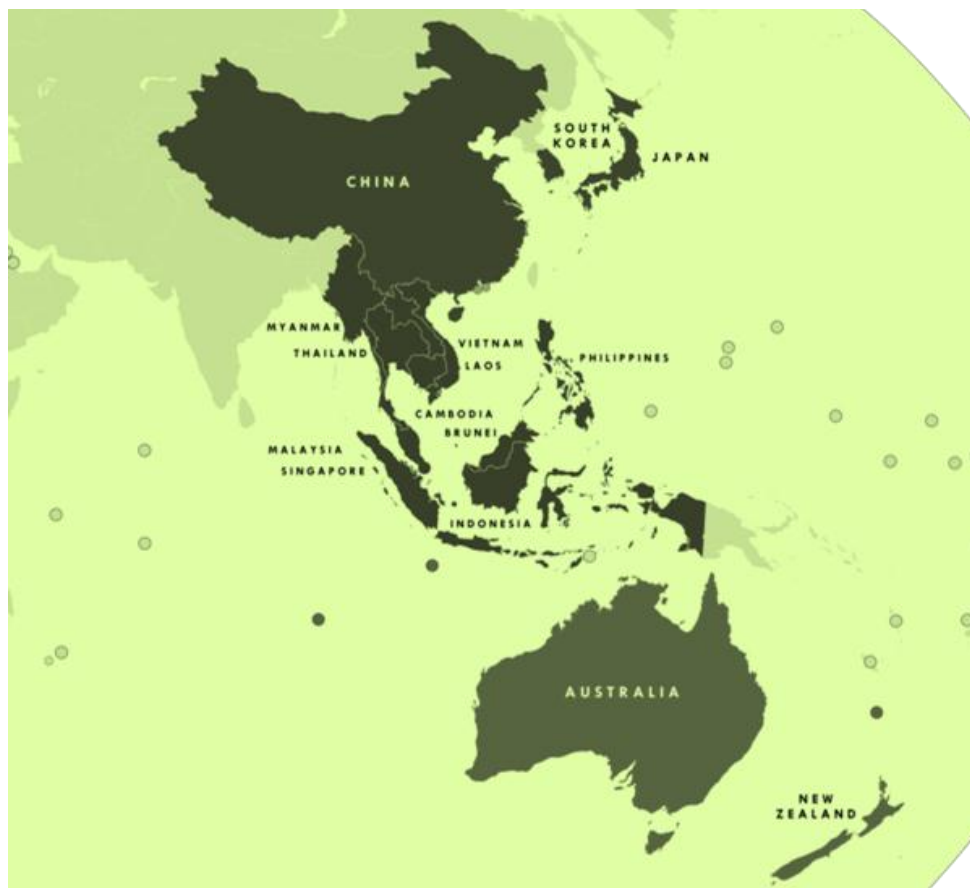 SOUTH
KOREA
JAPAN
CHINA
MYANMAR
VIETNAM
THAILAND
PHILIPPINES
LAOS
CAMBODIA
BRUNEI
MALAYSIA
SINGAPORE
INDONESIA
AUSTRALIA
NEW
ZEALAND